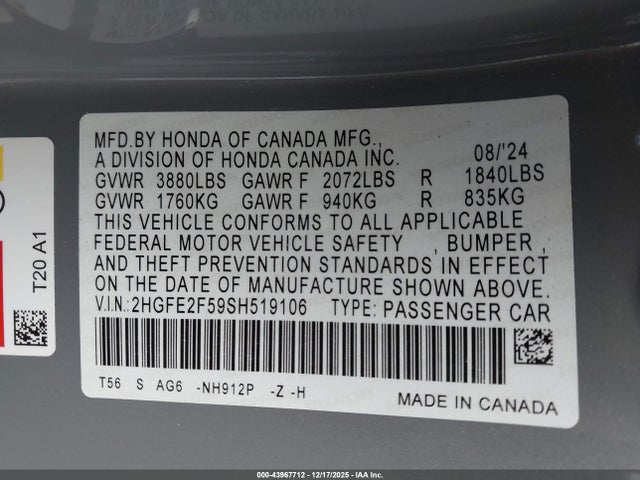 MFD.BY HONDA OF CANADA MFG.,
A DIVISION OF HONDA CANADA INC. 08/'24
GVWR 3880LBS GAWR F 2072LBS R 1840LBS
GVWR 1760KG GAWR F 940KG R 835KG
THIS VEHICLE CONFORMS TO ALL APPLICABLE
FEDERAL MOTOR VEHICLE SAFETY , BUMPER ,
AND THEFT PREVENTION STANDARDS IN EFFECT
ON THE DATE OF MANUFACTURE SHOWN ABOVE.
V.I.N.: 2HGFE2F59SH519106 TYPE: PASSENGER CAR
T56 S AG6 -NH912P -Z -H
MADE IN CANADA
T20 A1
000-43967712 - 12/17/2025 - IAA Inc.